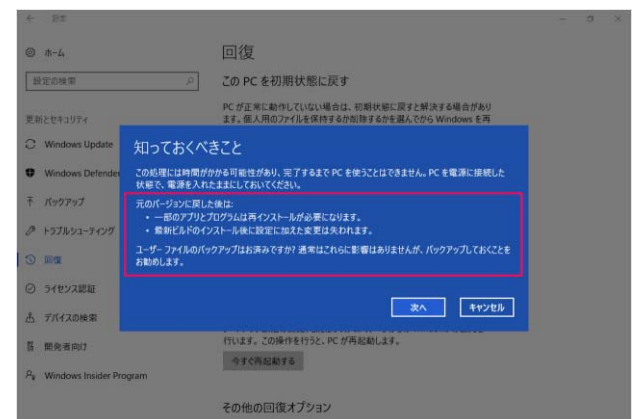 設定
ホーム
設定の検索
更新とセキュリティ
Windows Update
Windows Defender
バックアップ
トラブルシューティング
回復
ライセンス認証
デバイスの検索
開発者向け
Windows Insider Program
回復
この PC を初期状態に戻す
PC が正常に動作していない場合は、初期状態に戻すと解決する場合があり
ます。個人用のファイルを保持するか削除するかを選んでから Windows を再
知っておくべきこと
この処理には時間がかかる可能性があり、完了するまで PC を使うことはできません。PC を電源に接続した
状態で、電源を入れたままにしておいてください。
元のバージョンに戻した後は:
・ 一部のアプリとプログラムは再インストールが必要になります。
・ 最新ビルドのインストール後に設定に加えた変更は失われます。
ユーザー ファイルのバックアップはお済みですか? 通常はこれらに影響はありませんが、バックアップしておくことを
お勧めします。
次へ
キャンセル
行います。この操作を行うと、PC が再起動します。
今すぐ再起動する
その他の回復オプション